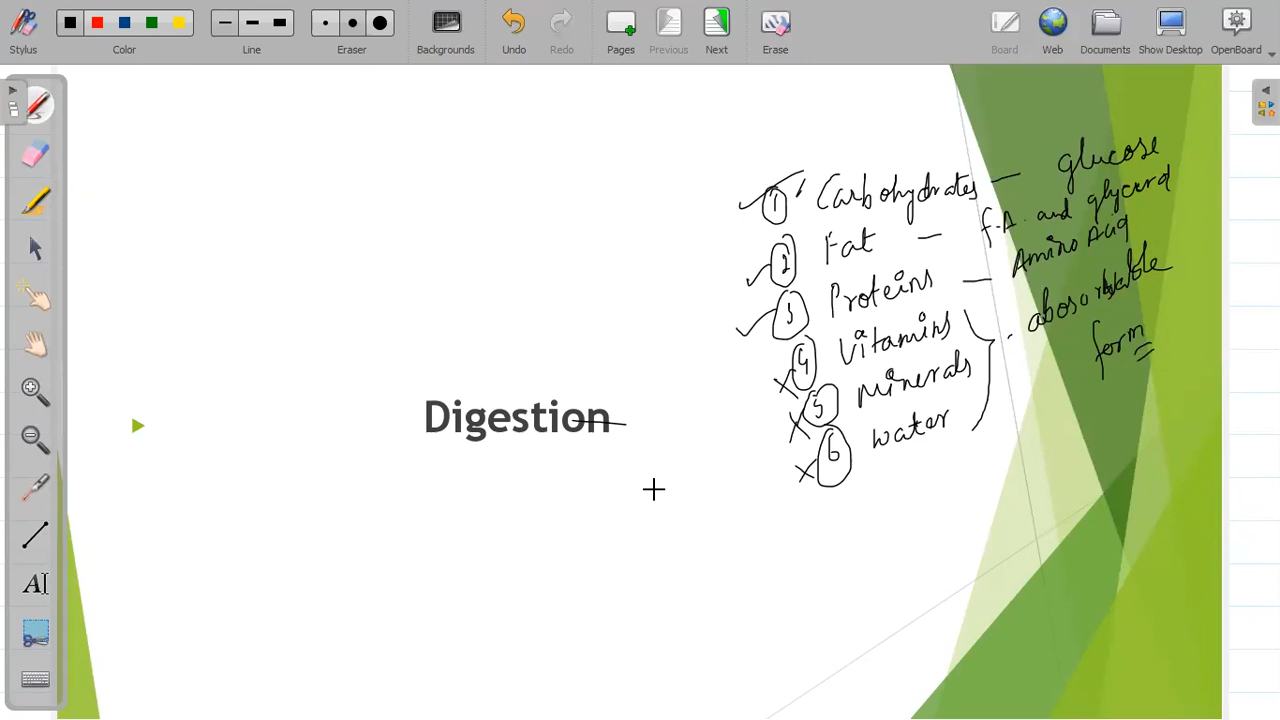 Stylus Color Line Eraser Backgrounds Undo Redo Pages Previous Next Erase Board Web Documents Show Desktop OpenBoard
1 Carbohydrates — glucose
2 Fat — F.A. and glycerol
3 Proteins — Amino Acid
4 Vitamins absorbable
5 Minerals form
6 water
Digestion